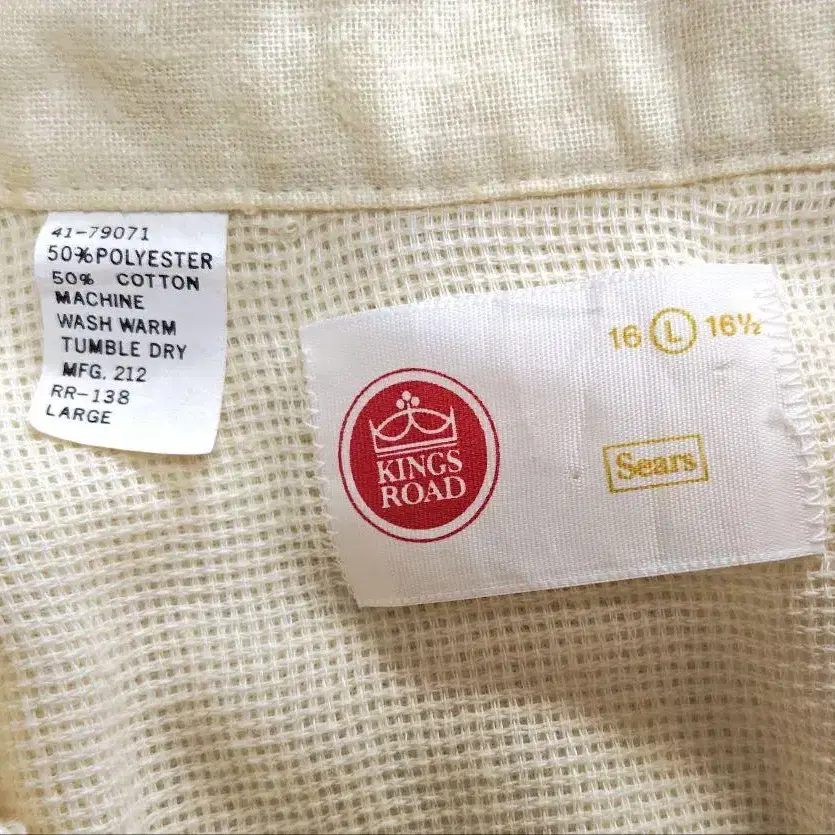 41-79071
50%POLYESTER
50% COTTON
MACHINE
WASH WARM
TUMBLE DRY
MFG. 212
RR-138
LARGE
16 L 16½
KINGS
ROAD
Sears